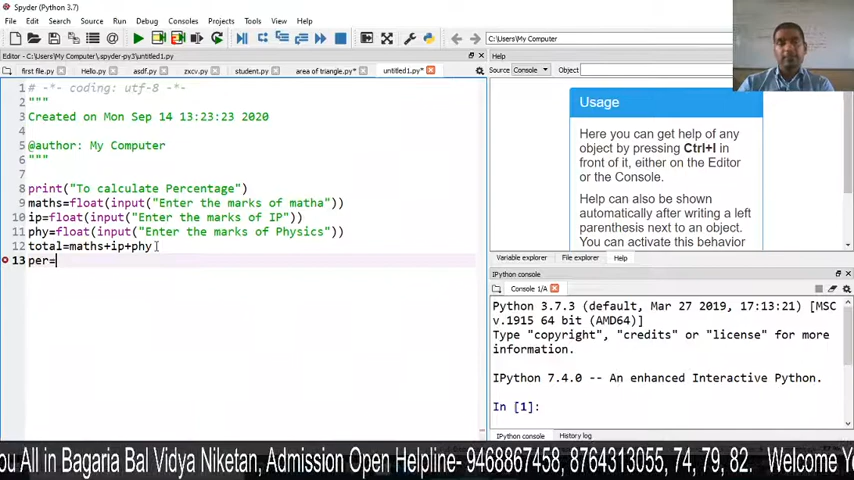 Spyder (Python 3.7)
File Edit Search Source Run Debug Consoles Projects Tools View Help
C:\Users\My Computer
Editor - C:\Users\My Computer\.spyder-py3\untitled1.py
Help
first file.py Hello.py asdf.py zxcv.py student.py area of triangle.py* untitled1.py*
Source Console Object
1 # -*- coding: utf-8 -*-
2 """
3 Created on Mon Sep 14 13:23:23 2020
4
5 @author: My Computer
6 """
7
8 print("To calculate Percentage")
9 maths=float(input("Enter the marks of matha"))
10 ip=float(input("Enter the marks of IP"))
11 phy=float(input("Enter the marks of Physics"))
12 total=maths+ip+phy
13 per=
Usage
Here you can get help of any
object by pressing Ctrl+I in
front of it, either on the Editor
or the Console.
Help can also be shown
automatically after writing a left
parenthesis next to an object.
You can activate this behavior
Variable explorer File explorer Help
IPython console
Console 1/A
Python 3.7.3 (default, Mar 27 2019, 17:13:21) [MSC
v.1915 64 bit (AMD64)]
Type "copyright", "credits" or "license" for more
information.
IPython 7.4.0 -- An enhanced Interactive Python.
In [1]:
IPython console History log
ou All in Bagaria Bal Vidya Niketan, Admission Open Helpline- 9468867458, 8764313055, 74, 79, 82. Welcome Yo